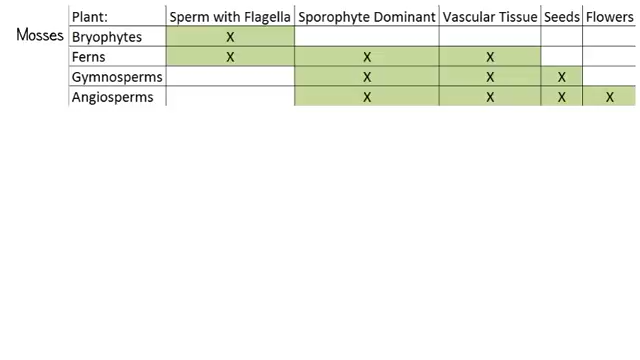 Plant: Sperm with Flagella Sporophyte Dominant Vascular Tissue Seeds Flowers
Mosses Bryophytes X
Ferns X X X
Gymnosperms X X X
Angiosperms X X X X